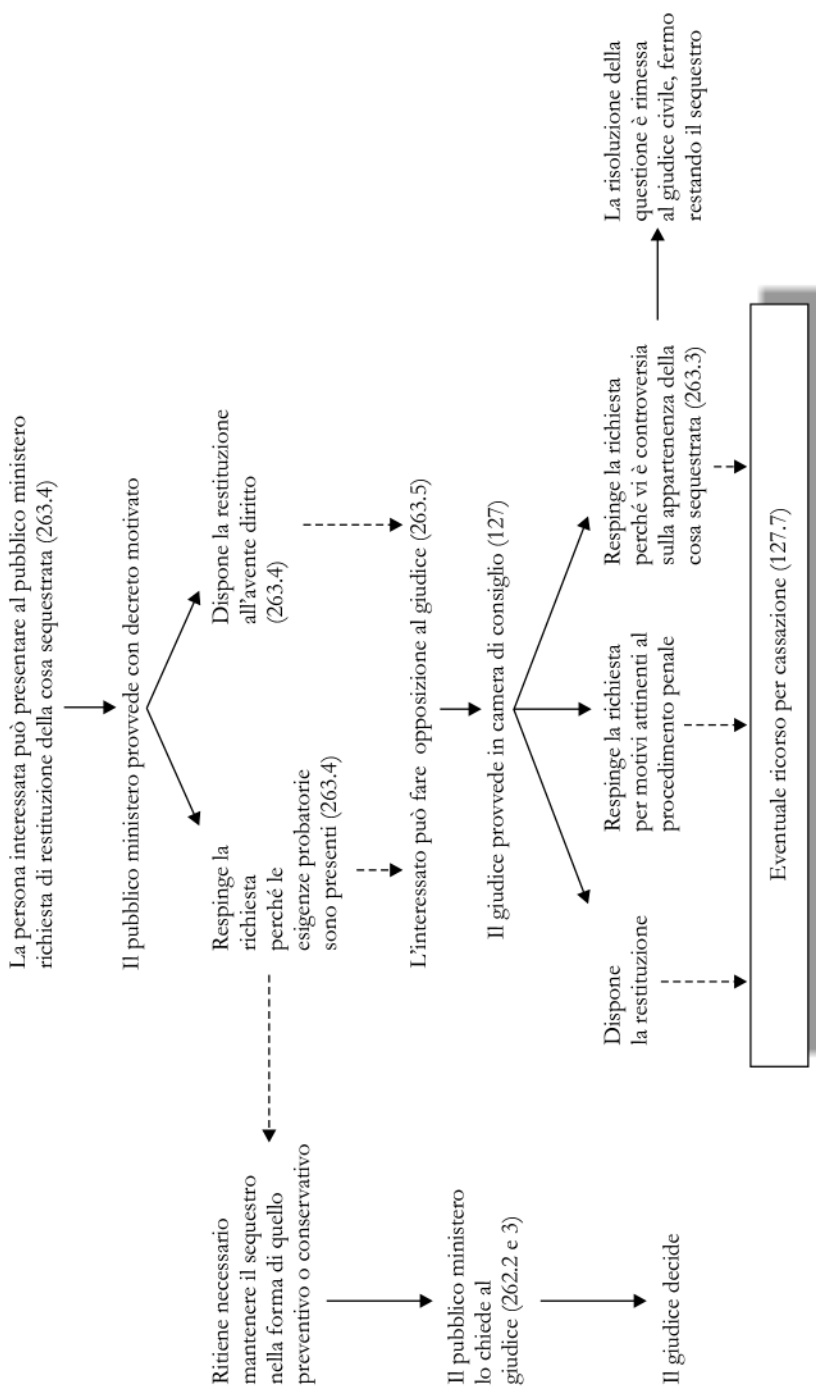 La persona interessata può presentare al pubblico ministero
richiesta di restituzione della cosa sequestrata (263.4)
Il pubblico ministero provvede con decreto motivato
Respinge la
richiesta
perché le
esigenze probatorie
sono presenti (263.4)
Dispone la restituzione
all'avente diritto
(263.4)
Ritiene necessario
mantenere il sequestro
nella forma di quello
preventivo o conservativo
L'interessato può fare opposizione al giudice (263.5)
Il pubblico ministero
lo chiede al
giudice (262.2 e 3)
Il giudice provvede in camera di consiglio (127)
Il giudice decide
Dispone
la restituzione
Respinge la richiesta
per motivi attinenti al
procedimento penale
Respinge la richiesta
perché vi è controversia
sulla appartenenza della
cosa sequestrata (263.3)
La risoluzione della
questione è rimessa
al giudice civile, fermo
restando il sequestro
Eventuale ricorso per cassazione (127.7)